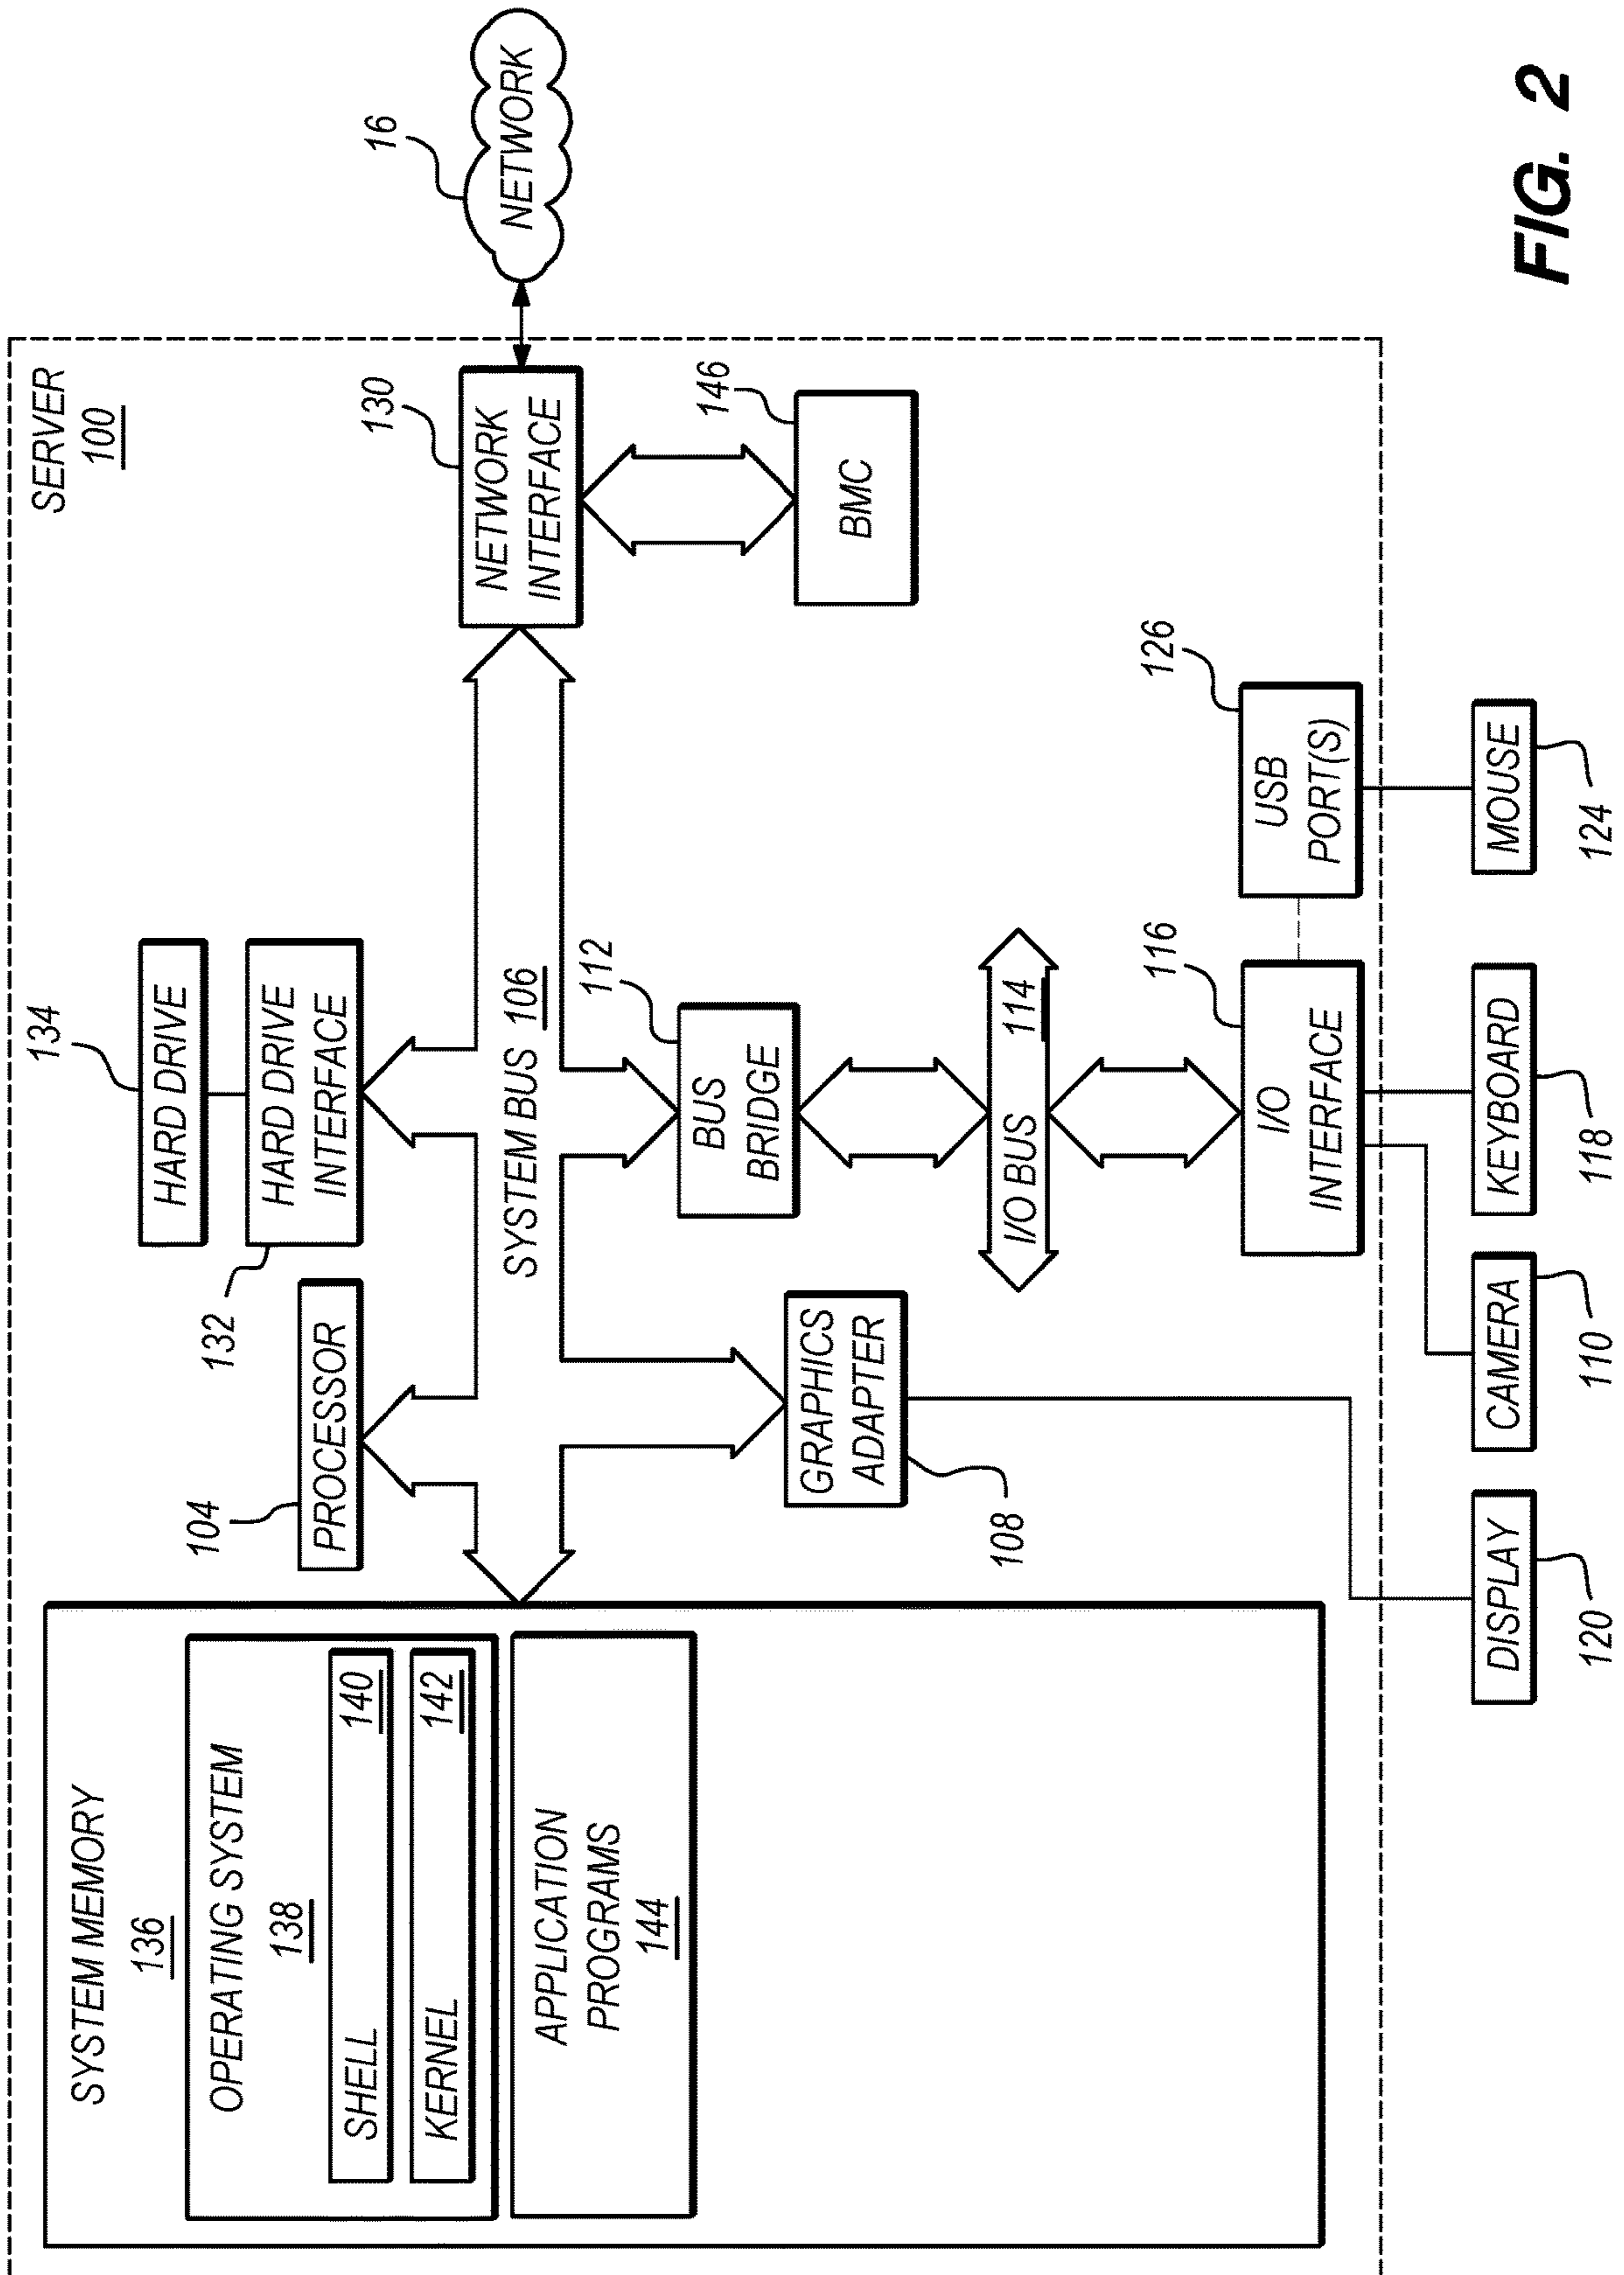 SERVER
100
SYSTEM MEMORY
136
OPERATING SYSTEM
138
SHELL
140
KERNEL
142
APPLICATION
PROGRAMS
144
104
PROCESSOR
134
HARD DRIVE
132
HARD DRIVE
INTERFACE
SYSTEM BUS 106
130
NETWORK
INTERFACE
16
NETWORK
146
BMC
112
BUS
BRIDGE
GRAPHICS
ADAPTER
108
I/O BUS 114
116
I/O
INTERFACE
126
USB
PORT(S)
DISPLAY
120
CAMERA
110
KEYBOARD
118
MOUSE
124
FIG. 2